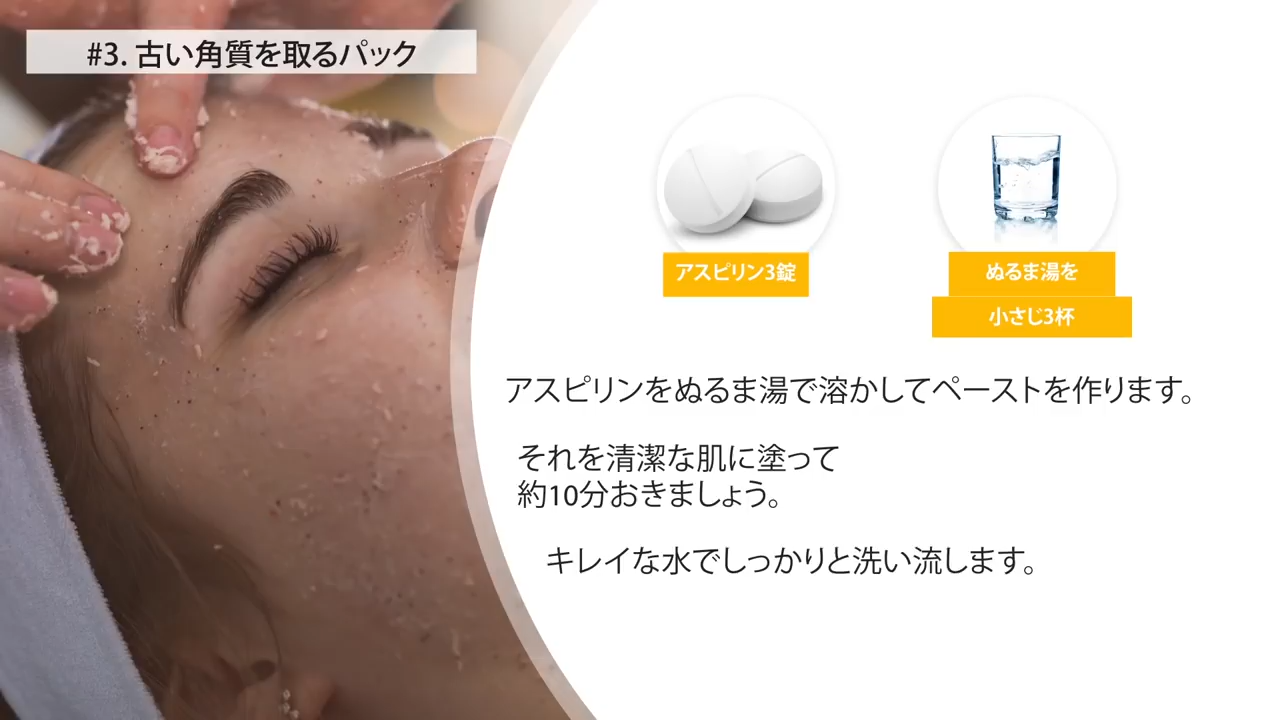 #3. 古い角質を取るパック
アスピリン3錠
ぬるま湯を
小さじ3杯
アスピリンをぬるま湯で溶かしてペーストを作ります。
それを清潔な肌に塗って
約10分おきましょう。
キレイな水でしっかりと洗い流します。